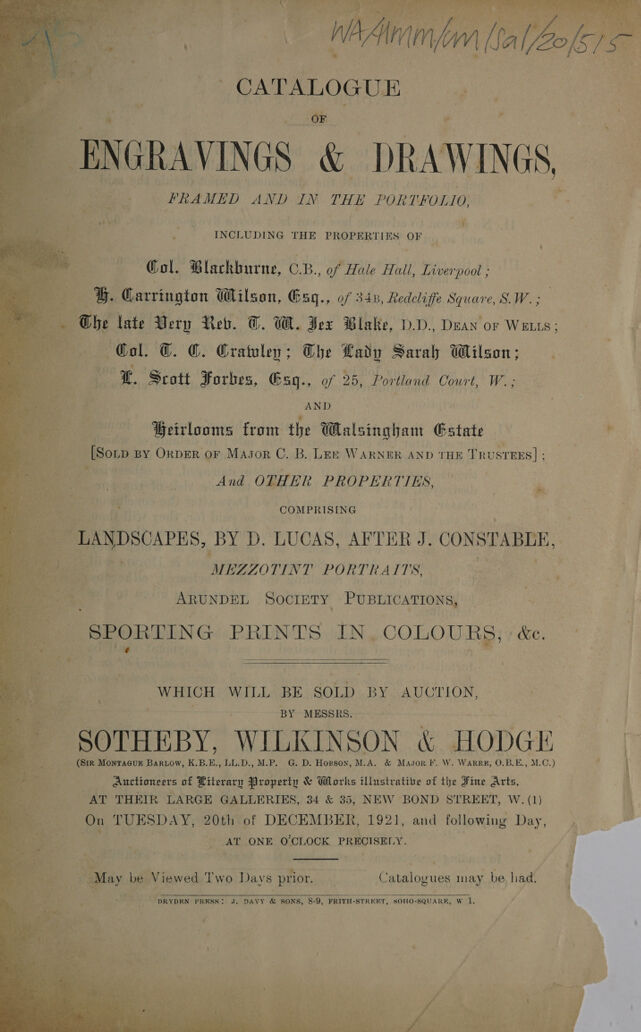 WA/HMM/CM/Sal/20/515
CATALOGUE
OF
ENGRAVINGS & DRAWINGS,
FRAMED AND IN THE PORTFOLIO,
INCLUDING THE PROPERTIES OF
Col. Blackburne, C.B., of Hale Hall, Liverpool;
H. Carrington Wilson, Esq., of 34B, Redcliffe Square, S.W.;
The late Very Rev. T. W. Jex Blake, D.D., DEAN OF WELLS;
Col. T. C. Crawley; The Lady Sarah Wilson;
L. Scott Forbes, Esq., of 25, Portland Court, W.;
AND
Heirlooms from the Walsingham Estate
[SOLD BY ORDER OF MAJOR C. B. LEE WARNER AND THE TRUSTEES];
And OTHER PROPERTIES,
COMPRISING
LANDSCAPES, BY D. LUCAS, AFTER J. CONSTABLE,
MEZZOTINT PORTRAITS,
ARUNDEL SOCIETY PUBLICATIONS,
SPORTING PRINTS IN COLOURS, &c.
WHICH WILL BE SOLD BY AUCTION,
BY MESSRS.
SOTHEBY, WILKINSON & HODGE
(SIR MONTAGUE BARLOW, K.B.E., LL.D., M.P. G. D. HOBSON, M.A. & MAJOR F. W. WARRE, O.B.E., M.C.)
Auctioneers of Literary Property & Works illustrative of the Fine Arts,
AT THEIR LARGE GALLERIES, 34 & 35, NEW BOND STREET, W.(1)
On TUESDAY, 20th of DECEMBER, 1921, and following Day,
AT ONE O'CLOCK PRECISELY.
May be Viewed Two Days prior. Catalogues may be had.
DRYDEN PRESS: J. DAVY & SONS, 8-9, FRITH-STREET, SOHO-SQUARE, W 1.